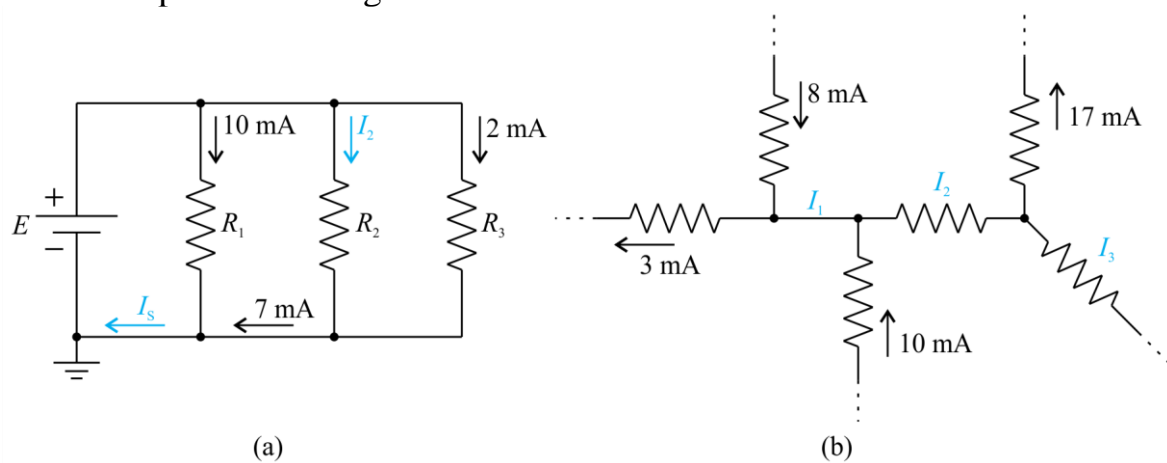 10 mA
I₂
2 mA
+
E
−
R₁
R₂
R₃
Iₛ
7 mA
(a)
8 mA
17 mA
I₁
I₂
I₃
3 mA
10 mA
(b)